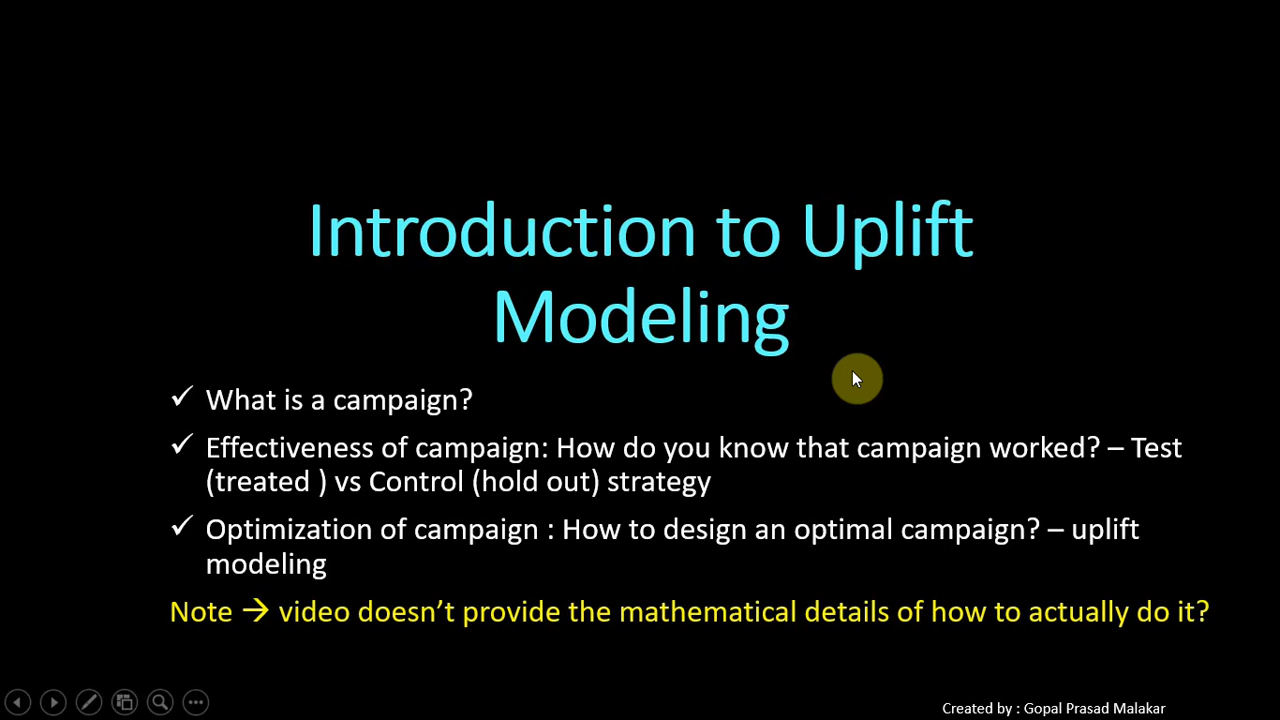 Introduction to Uplift
Modeling
✓ What is a campaign?
✓ Effectiveness of campaign: How do you know that campaign worked? – Test
(treated ) vs Control (hold out) strategy
✓ Optimization of campaign : How to design an optimal campaign? – uplift
modeling
Note → video doesn’t provide the mathematical details of how to actually do it?
Created by : Gopal Prasad Malakar